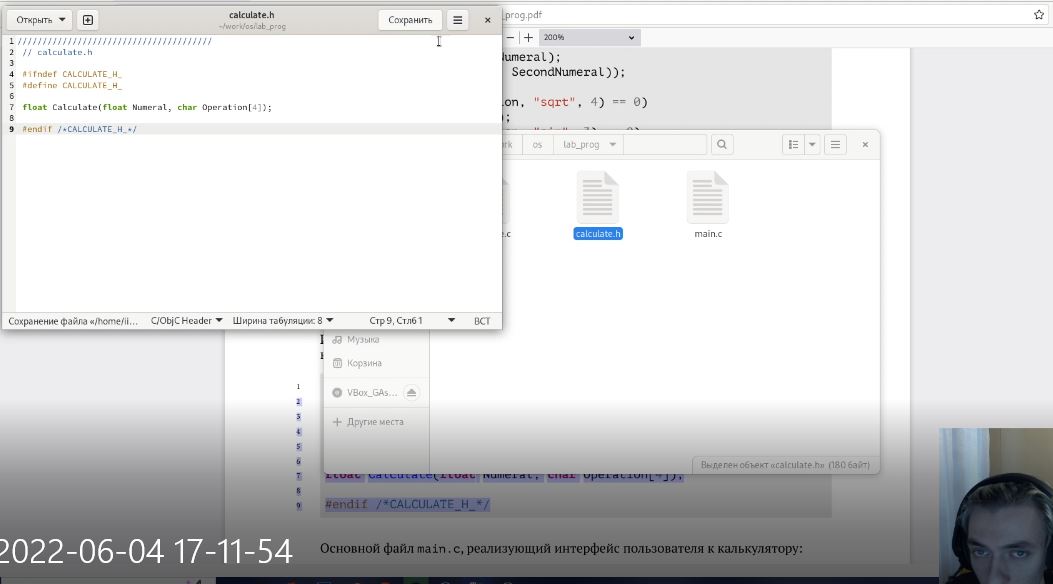 Открыть
calculate.h
~/work/os/lab_prog
Сохранить
1 ///////////////////////////////////////
2 // calculate.h
3
4 #ifndef CALCULATE_H_
5 #define CALCULATE_H_
6
7 float Calculate(float Numeral, char Operation[4]);
8
9 #endif /*CALCULATE_H_*/
Сохранение файла «/home/ii... C/ObjC Header Ширина табуляции: 8 Стр 9, Стлб 1 ВСТ
_prog.pdf
200%
Numeral);
SecondNumeral));
on, "sqrt", 4) == 0)
);
os lab_prog
calculate.h
main.c
Музыка
Корзина
VBox_GAs...
Другие места
Выделен объект «calculate.h» (180 байт)
1
2
3
4
5
6
7 float Calculate(float Numeral, char Operation[4]);
8
9 #endif /*CALCULATE_H_*/
Основной файл main.c, реализующий интерфейс пользователя к калькулятору:
2022-06-04 17-11-54